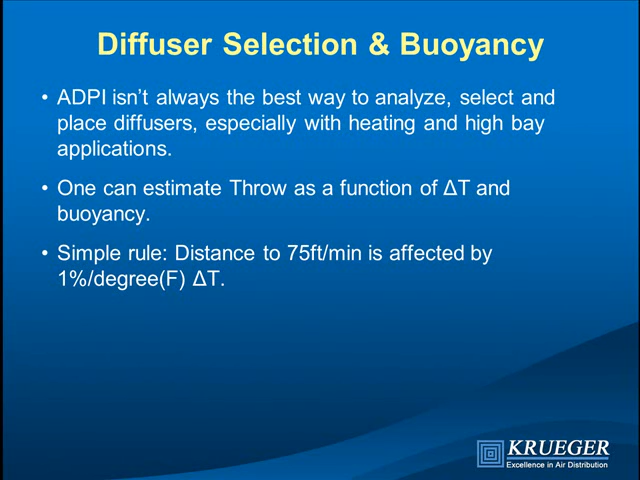 Diffuser Selection & Buoyancy
• ADPI isn’t always the best way to analyze, select and
place diffusers, especially with heating and high bay
applications.
• One can estimate Throw as a function of ΔT and
buoyancy.
• Simple rule: Distance to 75ft/min is affected by
1%/degree(F) ΔT.
KRUEGER
Excellence in Air Distribution